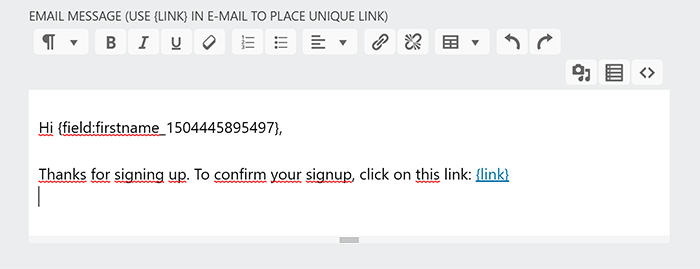 EMAIL MESSAGE (USE {LINK} IN E-MAIL TO PLACE UNIQUE LINK)
¶ B I U
Hi {field:firstname_1504445895497},
Thanks for signing up. To confirm your signup, click on this link: {link}